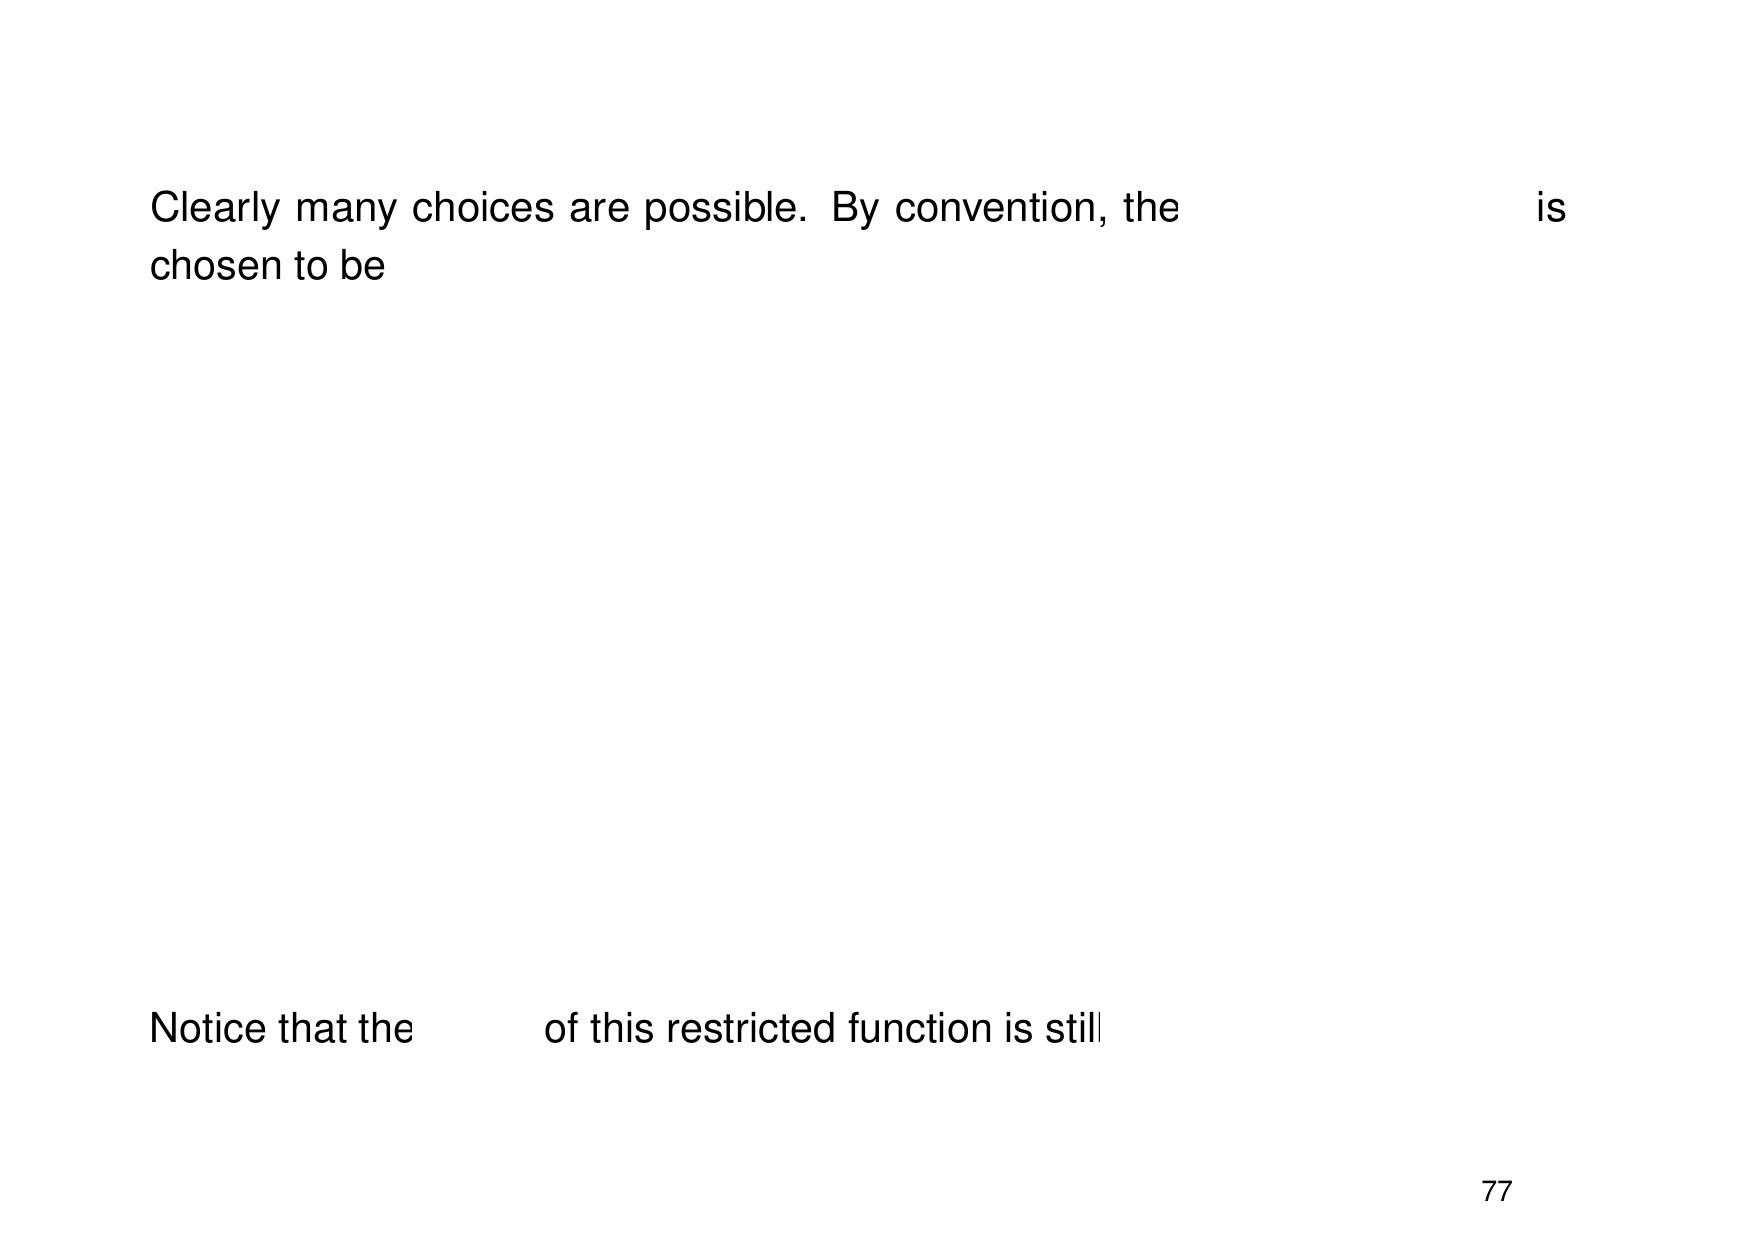 Clearly many choices are possible. By convention, the is
chosen to be
Notice that the of this restricted function is still
77